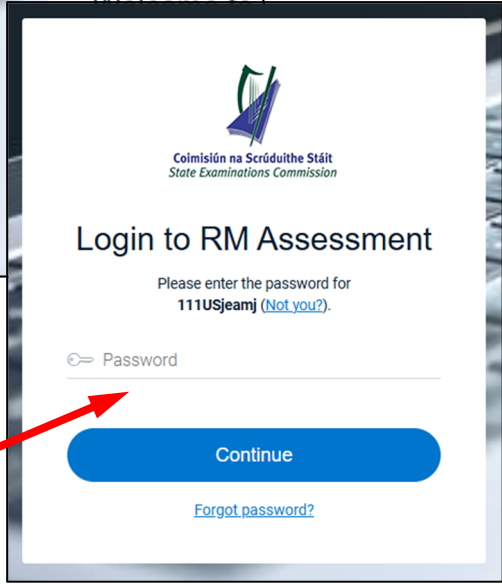 Coimisiún na Scrúduithe Stáit
State Examinations Commission
Login to RM Assessment
Please enter the password for
111USjeamj (Not you?).
Password
Continue
Forgot password?